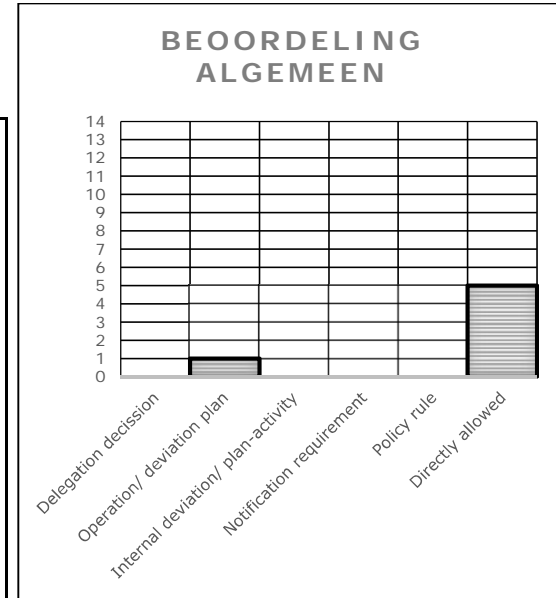 BEOORDELING
ALGEMEEN
14
13
12
11
10
9
8
7
6
5
4
3
2
1
0
Delegation decission
Operation/ deviation plan
Internal deviation/ plan-activity
Notification requirement
Policy rule
Directly allowed